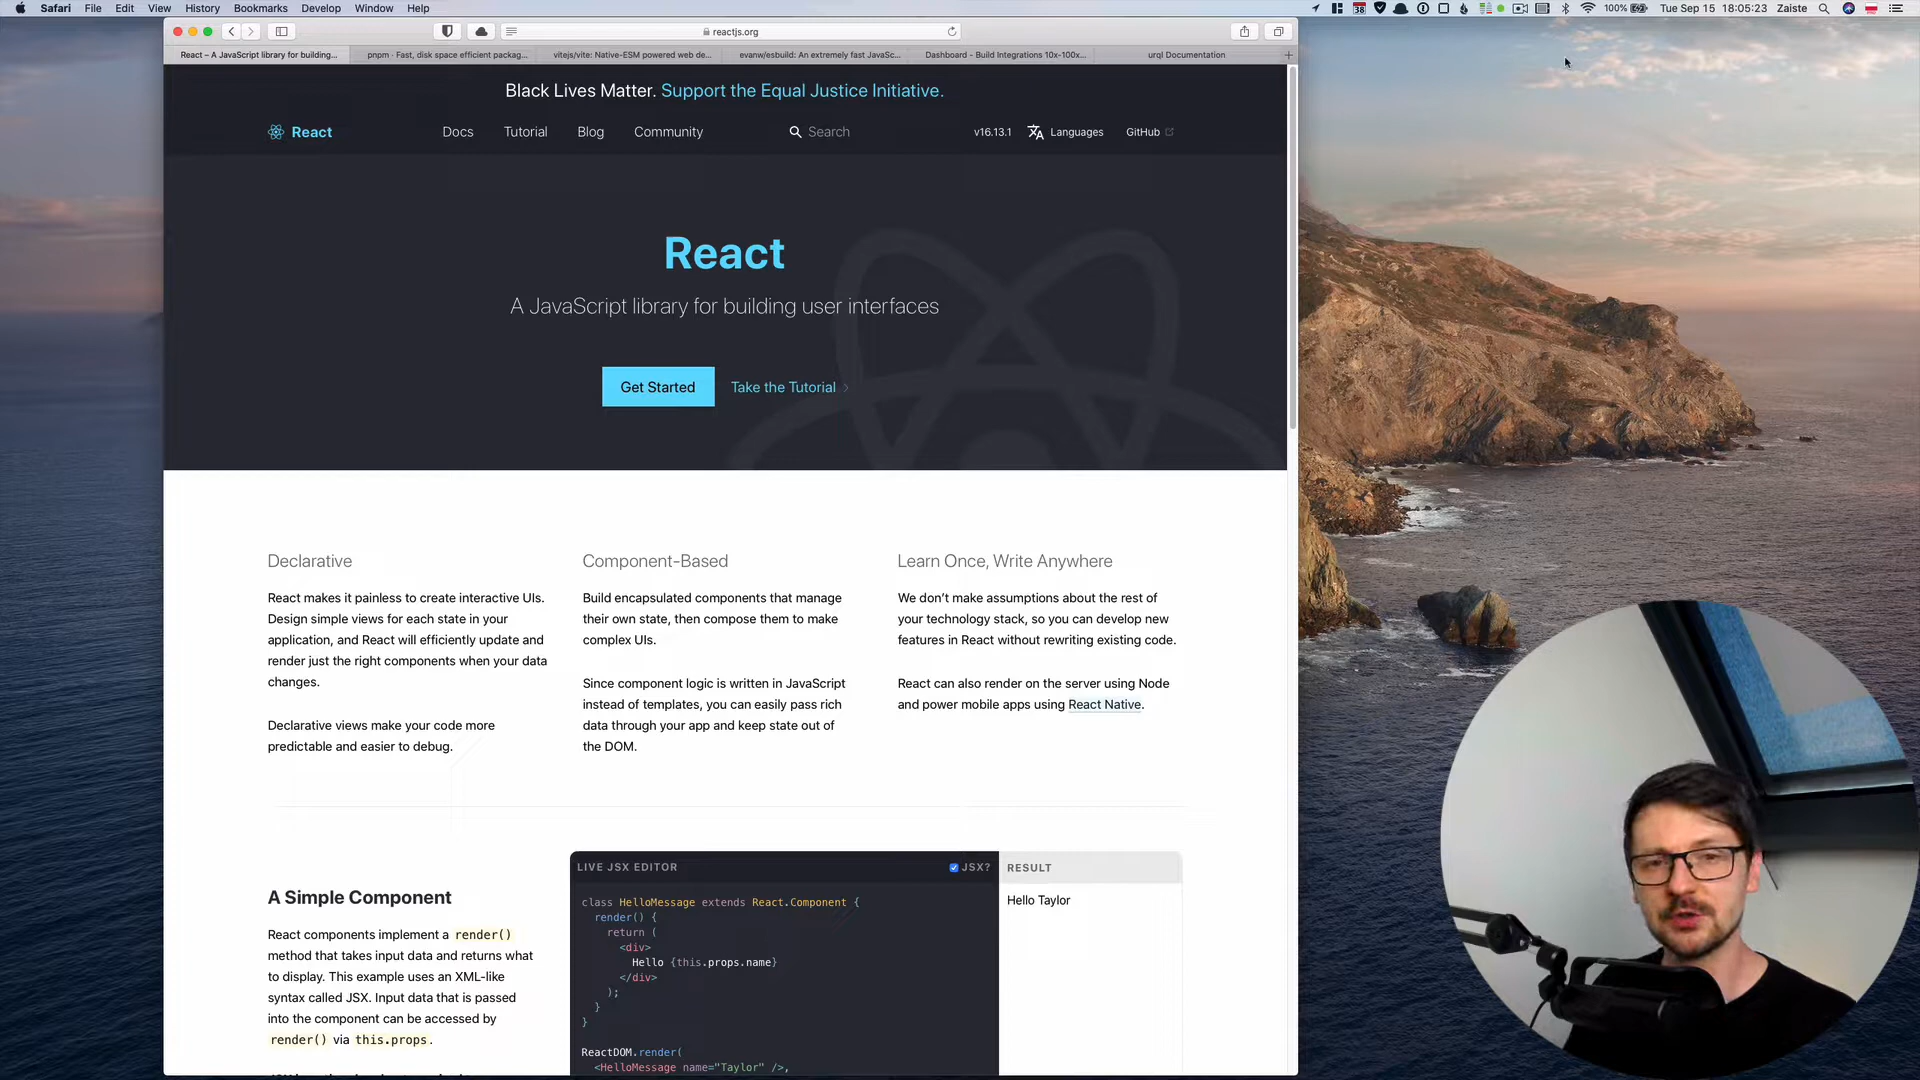 Safari File Edit View History Bookmarks Develop Window Help
38 100% Tue Sep 15 18:05:23 Zaiste
reactjs.org
React – A JavaScript library for building... pnpm · Fast, disk space efficient packag... vitejs/vite: Native-ESM powered web de... evanw/esbuild: An extremely fast JavaSc... Dashboard - Build Integrations 10x-100x... urql Documentation
Black Lives Matter. Support the Equal Justice Initiative.
React Docs Tutorial Blog Community Search v16.13.1 Languages GitHub
React
A JavaScript library for building user interfaces
Get Started Take the Tutorial
Declarative
React makes it painless to create interactive UIs.
Design simple views for each state in your
application, and React will efficiently update and
render just the right components when your data
changes.
Declarative views make your code more
predictable and easier to debug.
Component-Based
Build encapsulated components that manage
their own state, then compose them to make
complex UIs.
Since component logic is written in JavaScript
instead of templates, you can easily pass rich
data through your app and keep state out of
the DOM.
Learn Once, Write Anywhere
We don’t make assumptions about the rest of
your technology stack, so you can develop new
features in React without rewriting existing code.
React can also render on the server using Node
and power mobile apps using React Native.
A Simple Component
React components implement a render()
method that takes input data and returns what
to display. This example uses an XML-like
syntax called JSX. Input data that is passed
into the component can be accessed by
render() via this.props.
LIVE JSX EDITOR JSX?
class HelloMessage extends React.Component {
render() {
return (
<div>
Hello {this.props.name}
</div>
);
}
}
ReactDOM.render(
<HelloMessage name="Taylor" />,
RESULT
Hello Taylor